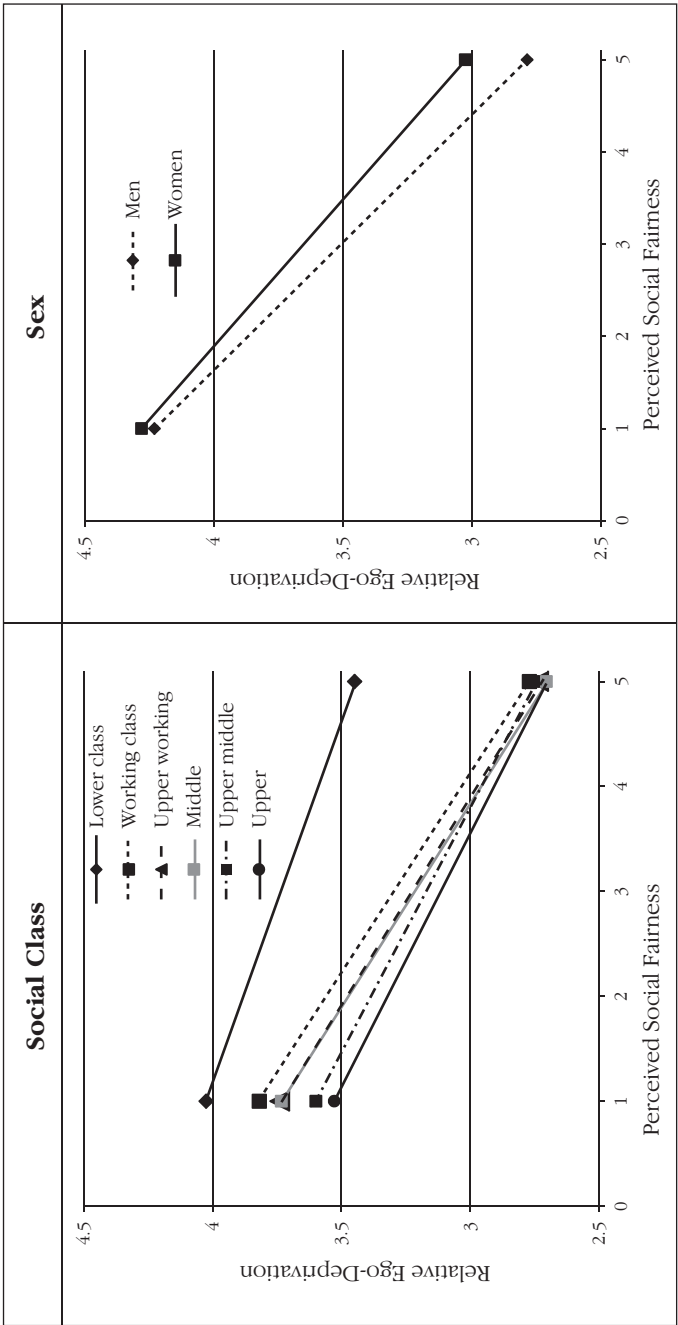 Social Class
4.5
4
3.5
3
2.5
Relative Ego-Deprivation
0
1
2
3
4
5
Perceived Social Fairness
Lower class
Working class
Upper working
Middle
Upper middle
Upper
Sex
4.5
4
3.5
3
2.5
Relative Ego-Deprivation
0
1
2
3
4
5
Perceived Social Fairness
Men
Women